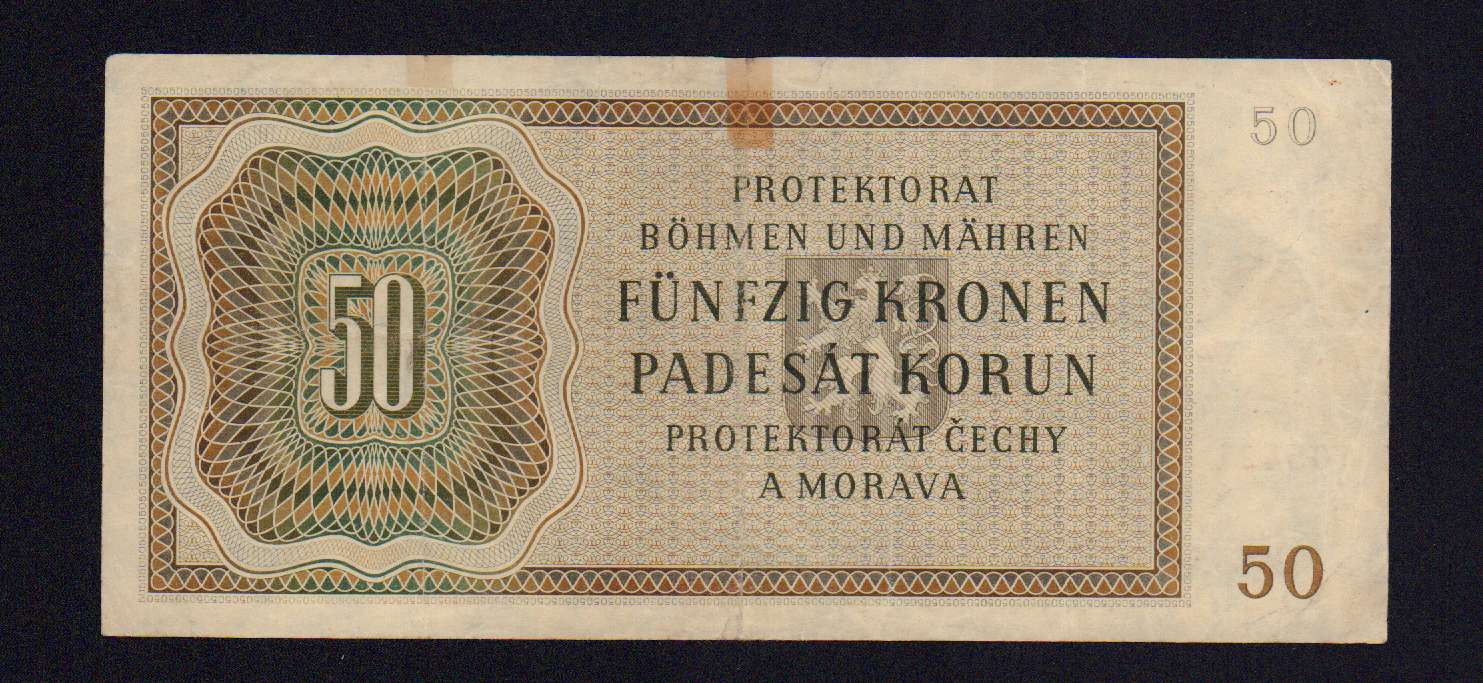 50
PROTEKTORAT
BÖHMEN UND MÄHREN
FÜNFZIG KRONEN
50
PADESÁT KORUN
PROTEKTORÁT ČECHY
A MORAVA
50